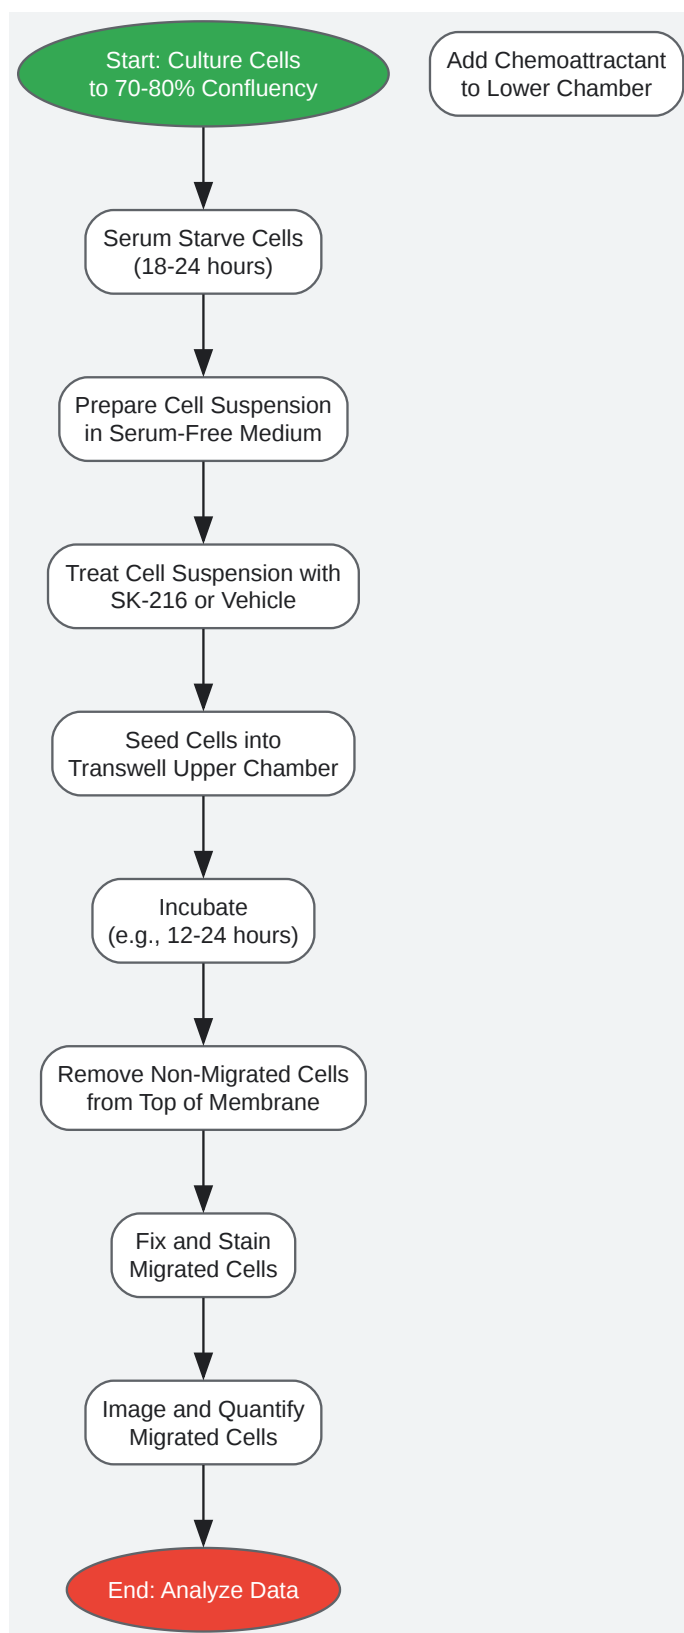 Start: Culture Cells
to 70-80% Confluency
Add Chemoattractant
to Lower Chamber
Serum Starve Cells
(18-24 hours)
Prepare Cell Suspension
in Serum-Free Medium
Treat Cell Suspension with
SK-216 or Vehicle
Seed Cells into
Transwell Upper Chamber
Incubate
(e.g., 12-24 hours)
Remove Non-Migrated Cells
from Top of Membrane
Fix and Stain
Migrated Cells
Image and Quantify
Migrated Cells
End: Analyze Data